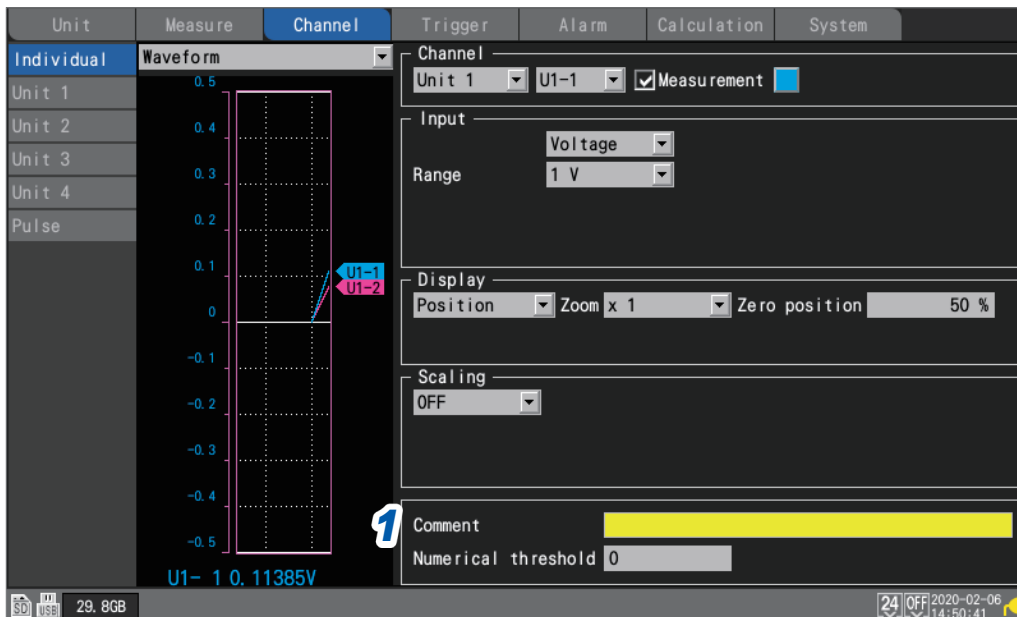 Unit Measure Channel Trigger Alarm Calculation System
Individual
Unit 1
Unit 2
Unit 3
Unit 4
Pulse
Waveform
0.5
0.4
0.3
0.2
0.1
0
-0.1
-0.2
-0.3
-0.4
-0.5
U1-1
U1-2
U1- 1 0.11385V
Channel
Unit 1 U1-1 Measurement
Input
Voltage
Range 1 V
Display
Position Zoom x 1 Zero position 50 %
Scaling
OFF
1
Comment
Numerical threshold 0
SD USB 29.8GB
24 OFF 2020-02-06
14:50:41